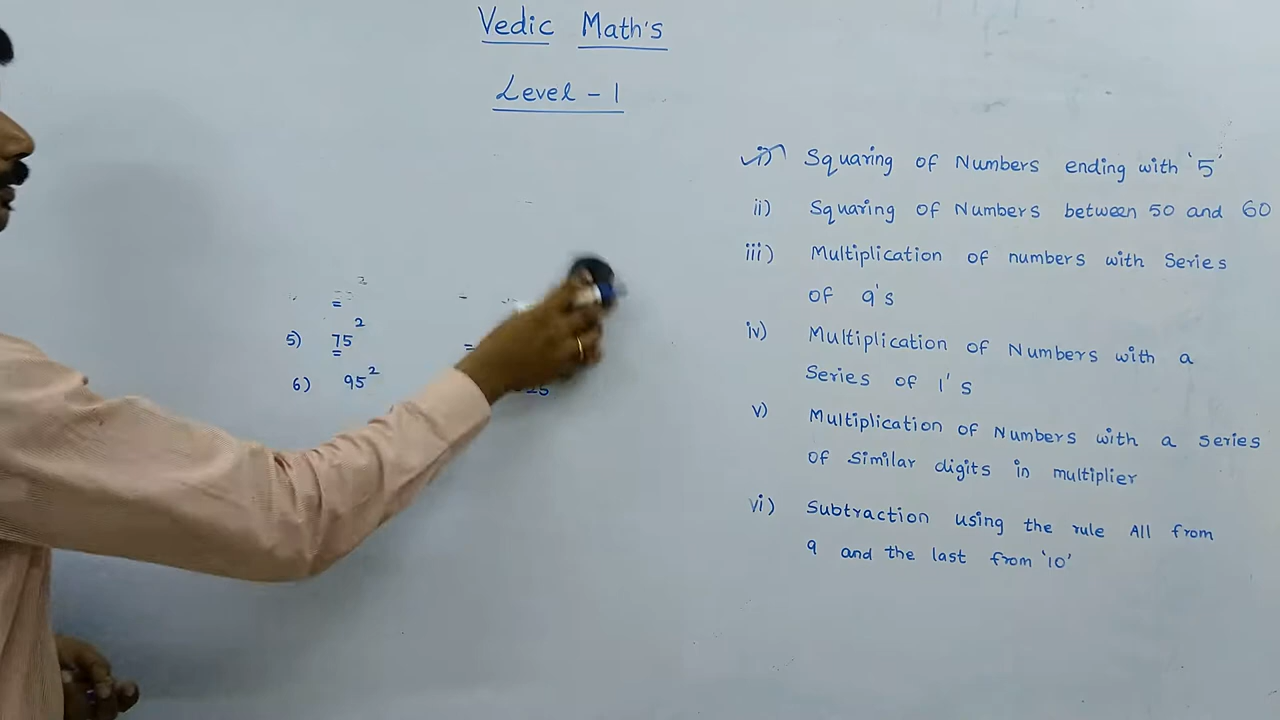 Vedic Math's
Level - 1
5) 75² =
6) 95² 25
i) Squaring of Numbers ending with '5'
ii) Squaring of Numbers between 50 and 60
iii) Multiplication of numbers with Series
of 9's
iv) Multiplication of Numbers with a
Series of 1's
v) Multiplication of Numbers with a series
of similar digits in multiplier
vi) Subtraction using the rule All from
9 and the last from '10'